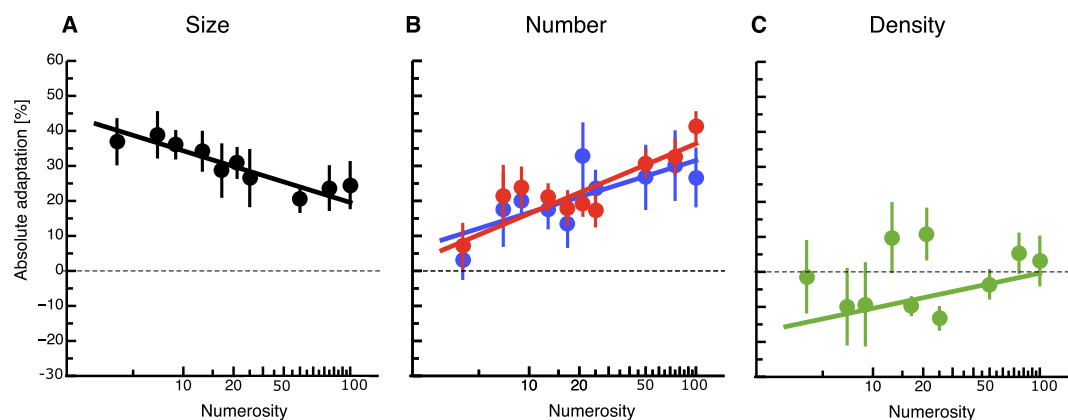 A Size
B Number
C Density
Absolute adaptation [%]
60
50
40
30
20
10
0
−10
−20
-30
10 20 50 100
10 20 50 100
10 20 50 100
Numerosity
Numerosity
Numerosity